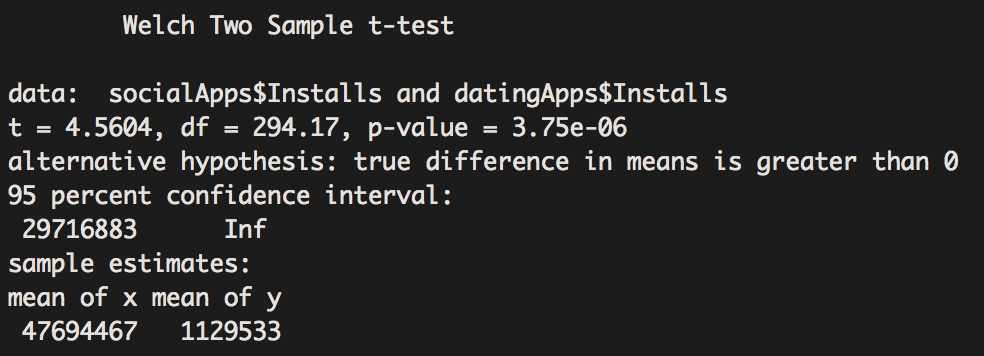 Welch Two Sample t-test
data:  socialApps$Installs and datingApps$Installs
t = 4.5604, df = 294.17, p-value = 3.75e-06
alternative hypothesis: true difference in means is greater than 0
95 percent confidence interval:
 29716883      Inf
sample estimates:
mean of x mean of y
 47694467   1129533